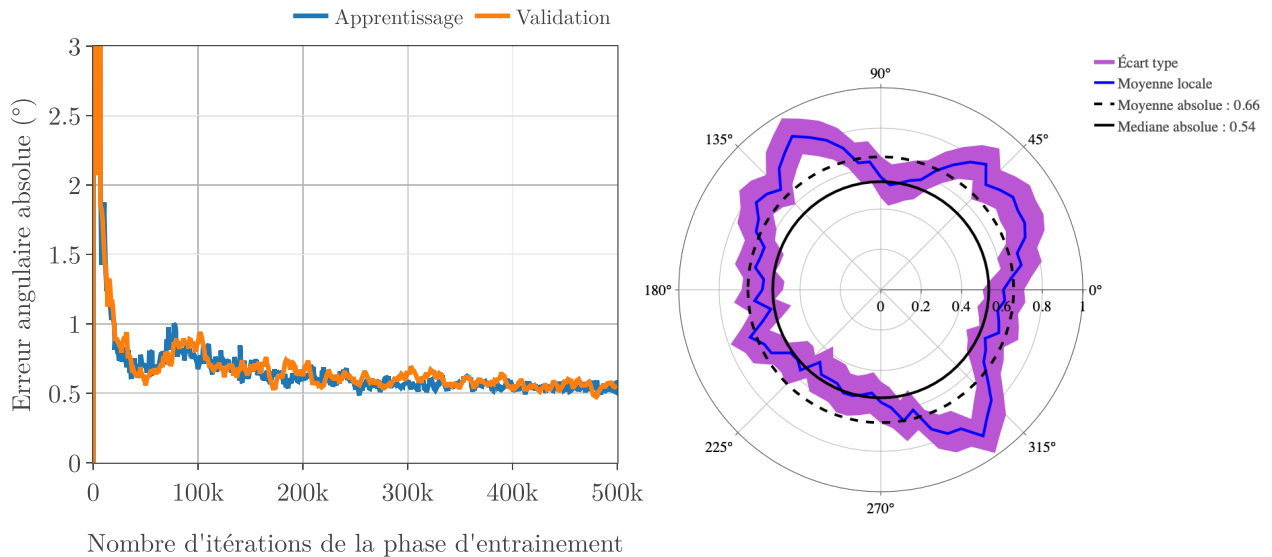 Apprentissage
Validation
3
2.5
2
1.5
1
0.5
0
Erreur angulaire absolue (°)
0
100k
200k
300k
400k
500k
Nombre d'itérations de la phase d'entrainement
Écart type
Moyenne locale
Moyenne absolue : 0.66
Mediane absolue : 0.54
90°
135°
45°
180°
0°
0
0.2
0.4
0.6
0.8
1
225°
315°
270°